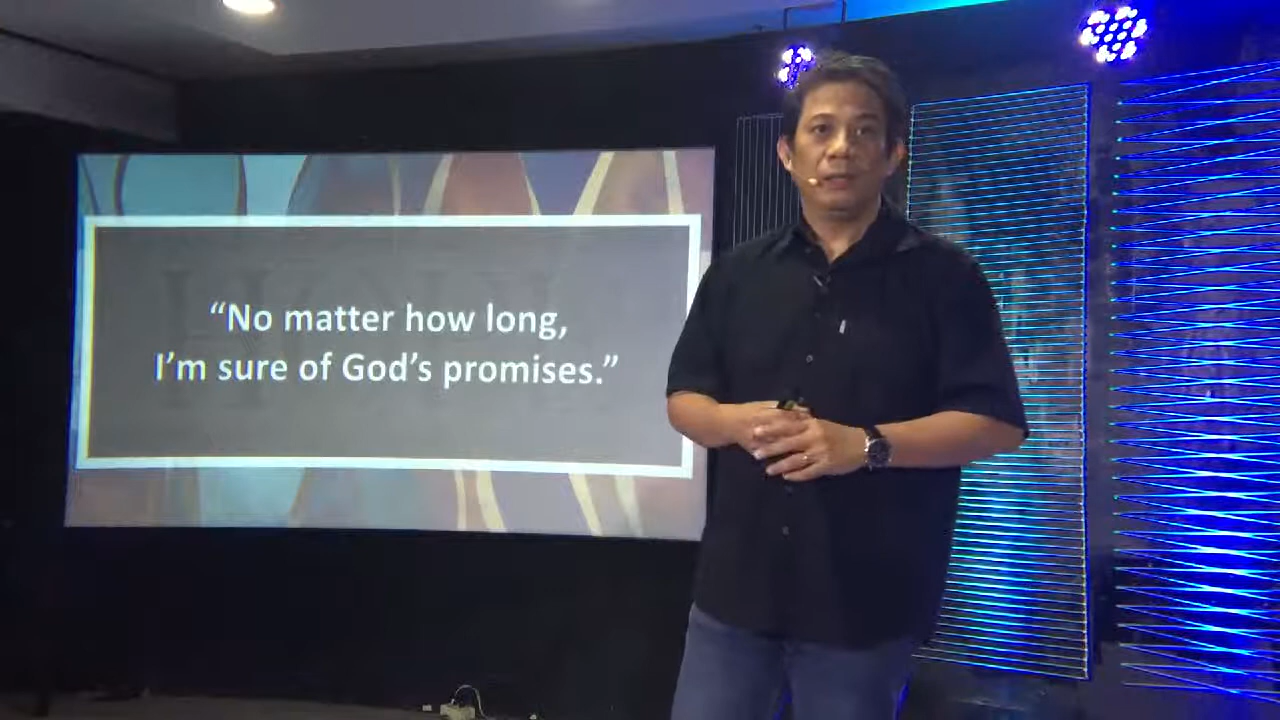 “No matter how long,
I’m sure of God’s promises.”